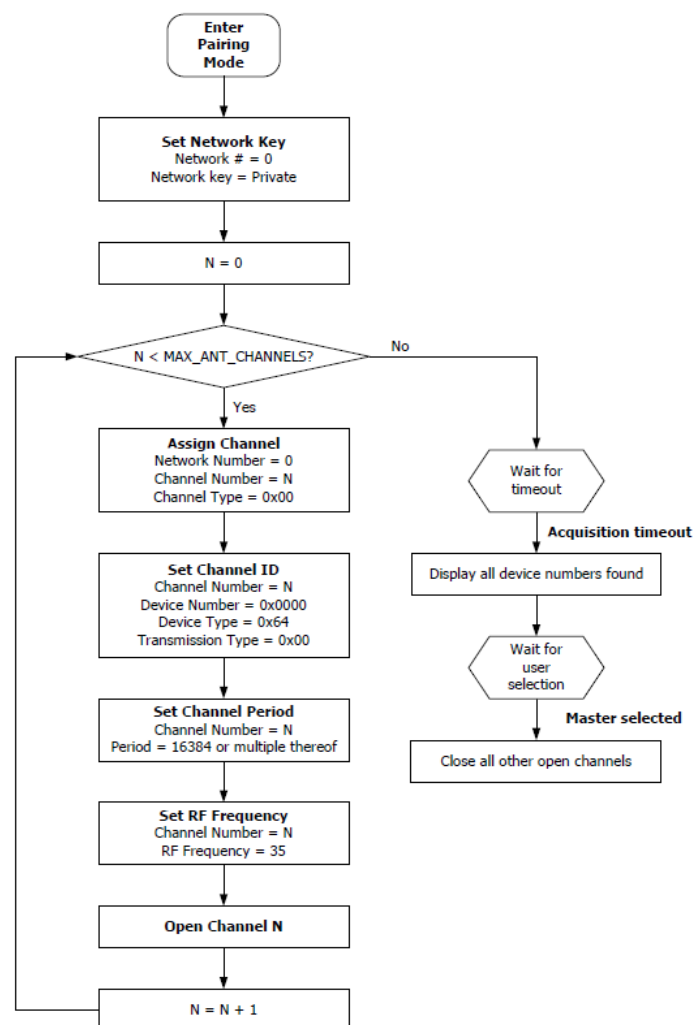 Enter
Pairing
Mode
Set Network Key
Network # = 0
Network key = Private
N = 0
N < MAX_ANT_CHANNELS?
No
Yes
Assign Channel
Network Number = 0
Channel Number = N
Channel Type = 0x00
Wait for
timeout
Acquisition timeout
Display all device numbers found
Set Channel ID
Channel Number = N
Device Number = 0x0000
Device Type = 0x64
Transmission Type = 0x00
Wait for
user
selection
Master selected
Close all other open channels
Set Channel Period
Channel Number = N
Period = 16384 or multiple thereof
Set RF Frequency
Channel Number = N
RF Frequency = 35
Open Channel N
N = N + 1